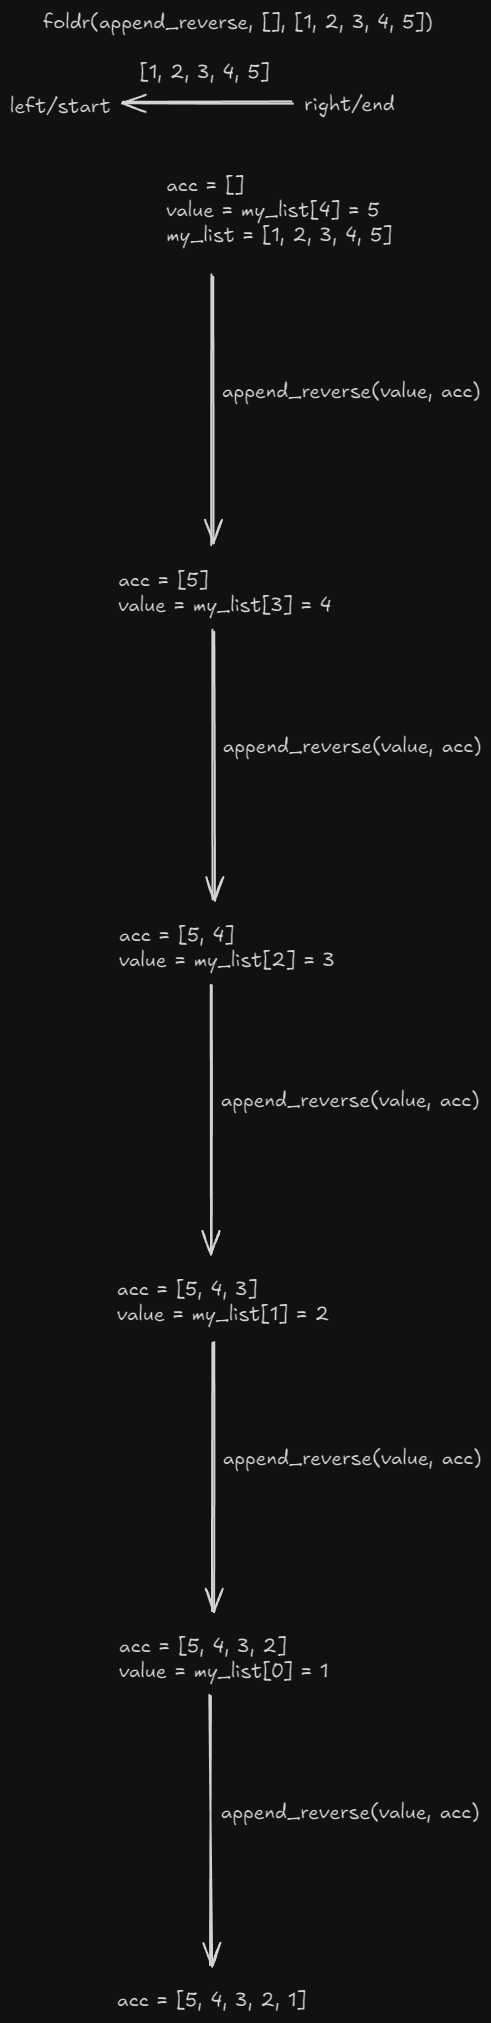 foldr(append_reverse, [], [1, 2, 3, 4, 5])
[1, 2, 3, 4, 5]
left/start
right/end
acc = []
value = my_list[4] = 5
my_list = [1, 2, 3, 4, 5]
append_reverse(value, acc)
acc = [5]
value = my_list[3] = 4
append_reverse(value, acc)
acc = [5, 4]
value = my_list[2] = 3
append_reverse(value, acc)
acc = [5, 4, 3]
value = my_list[1] = 2
append_reverse(value, acc)
acc = [5, 4, 3, 2]
value = my_list[0] = 1
append_reverse(value, acc)
acc = [5, 4, 3, 2, 1]